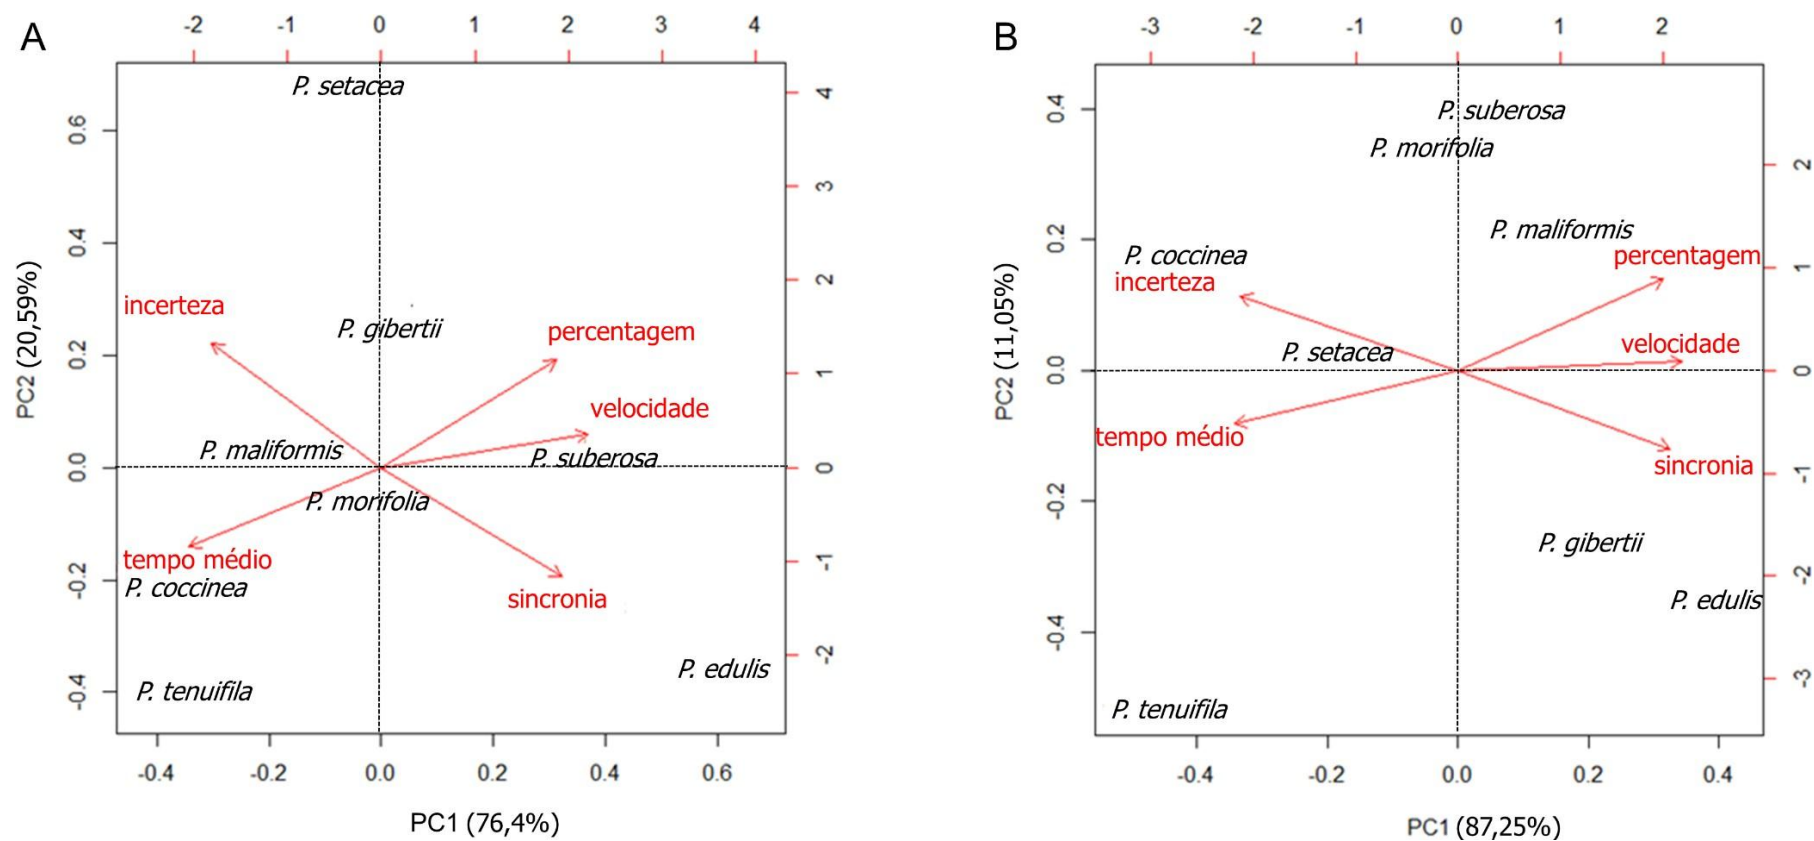 A
-2 -1 0 1 2 3 4
P. setacea
4
0.6
3
0.4
2
incerteza
P. gibertii
percentagem
0.2
1
velocidade
P. maliformis
P. suberosa
0.0
0
P. morifolia
tempo médio
-1
P. coccinea
-0.2
sincronia
P. edulis
-2
P. tenuifila
-0.4
PC2 (20,59%)
-0.4 -0.2 0.0 0.2 0.4 0.6
PC1 (76,4%)
B
-3 -2 -1 0 1 2
0.4
P. suberosa
P. morifolia
2
0.2
P. maliformis
P. coccinea
percentagem
1
incerteza
velocidade
P. setacea
0.0
0
tempo médio
sincronia
-1
-0.2
P. gibertii
-2
P. edulis
-0.4
-3
P. tenuifila
PC2 (11,05%)
-0.4 -0.2 0.0 0.2 0.4
PC1 (87,25%)